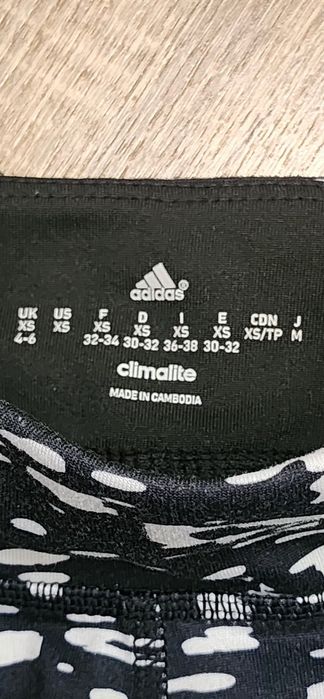 adidas
UK US F D I E CDN J
XS XS XS XS XS XS XS/TP M
4-6 32-34 30-32 36-38 30-32
climalite
MADE IN CAMBODIA